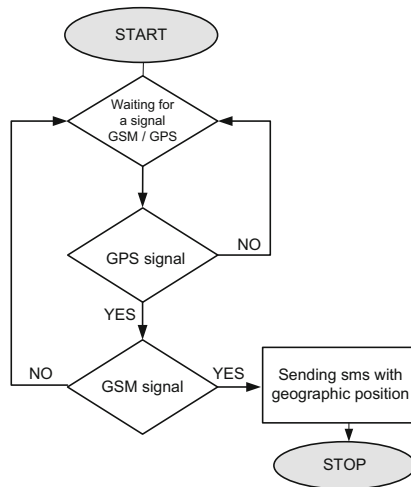 START
Waiting for
a signal
GSM / GPS
GPS signal
NO
YES
GSM signal
NO
YES
Sending sms with
geographic position
STOP